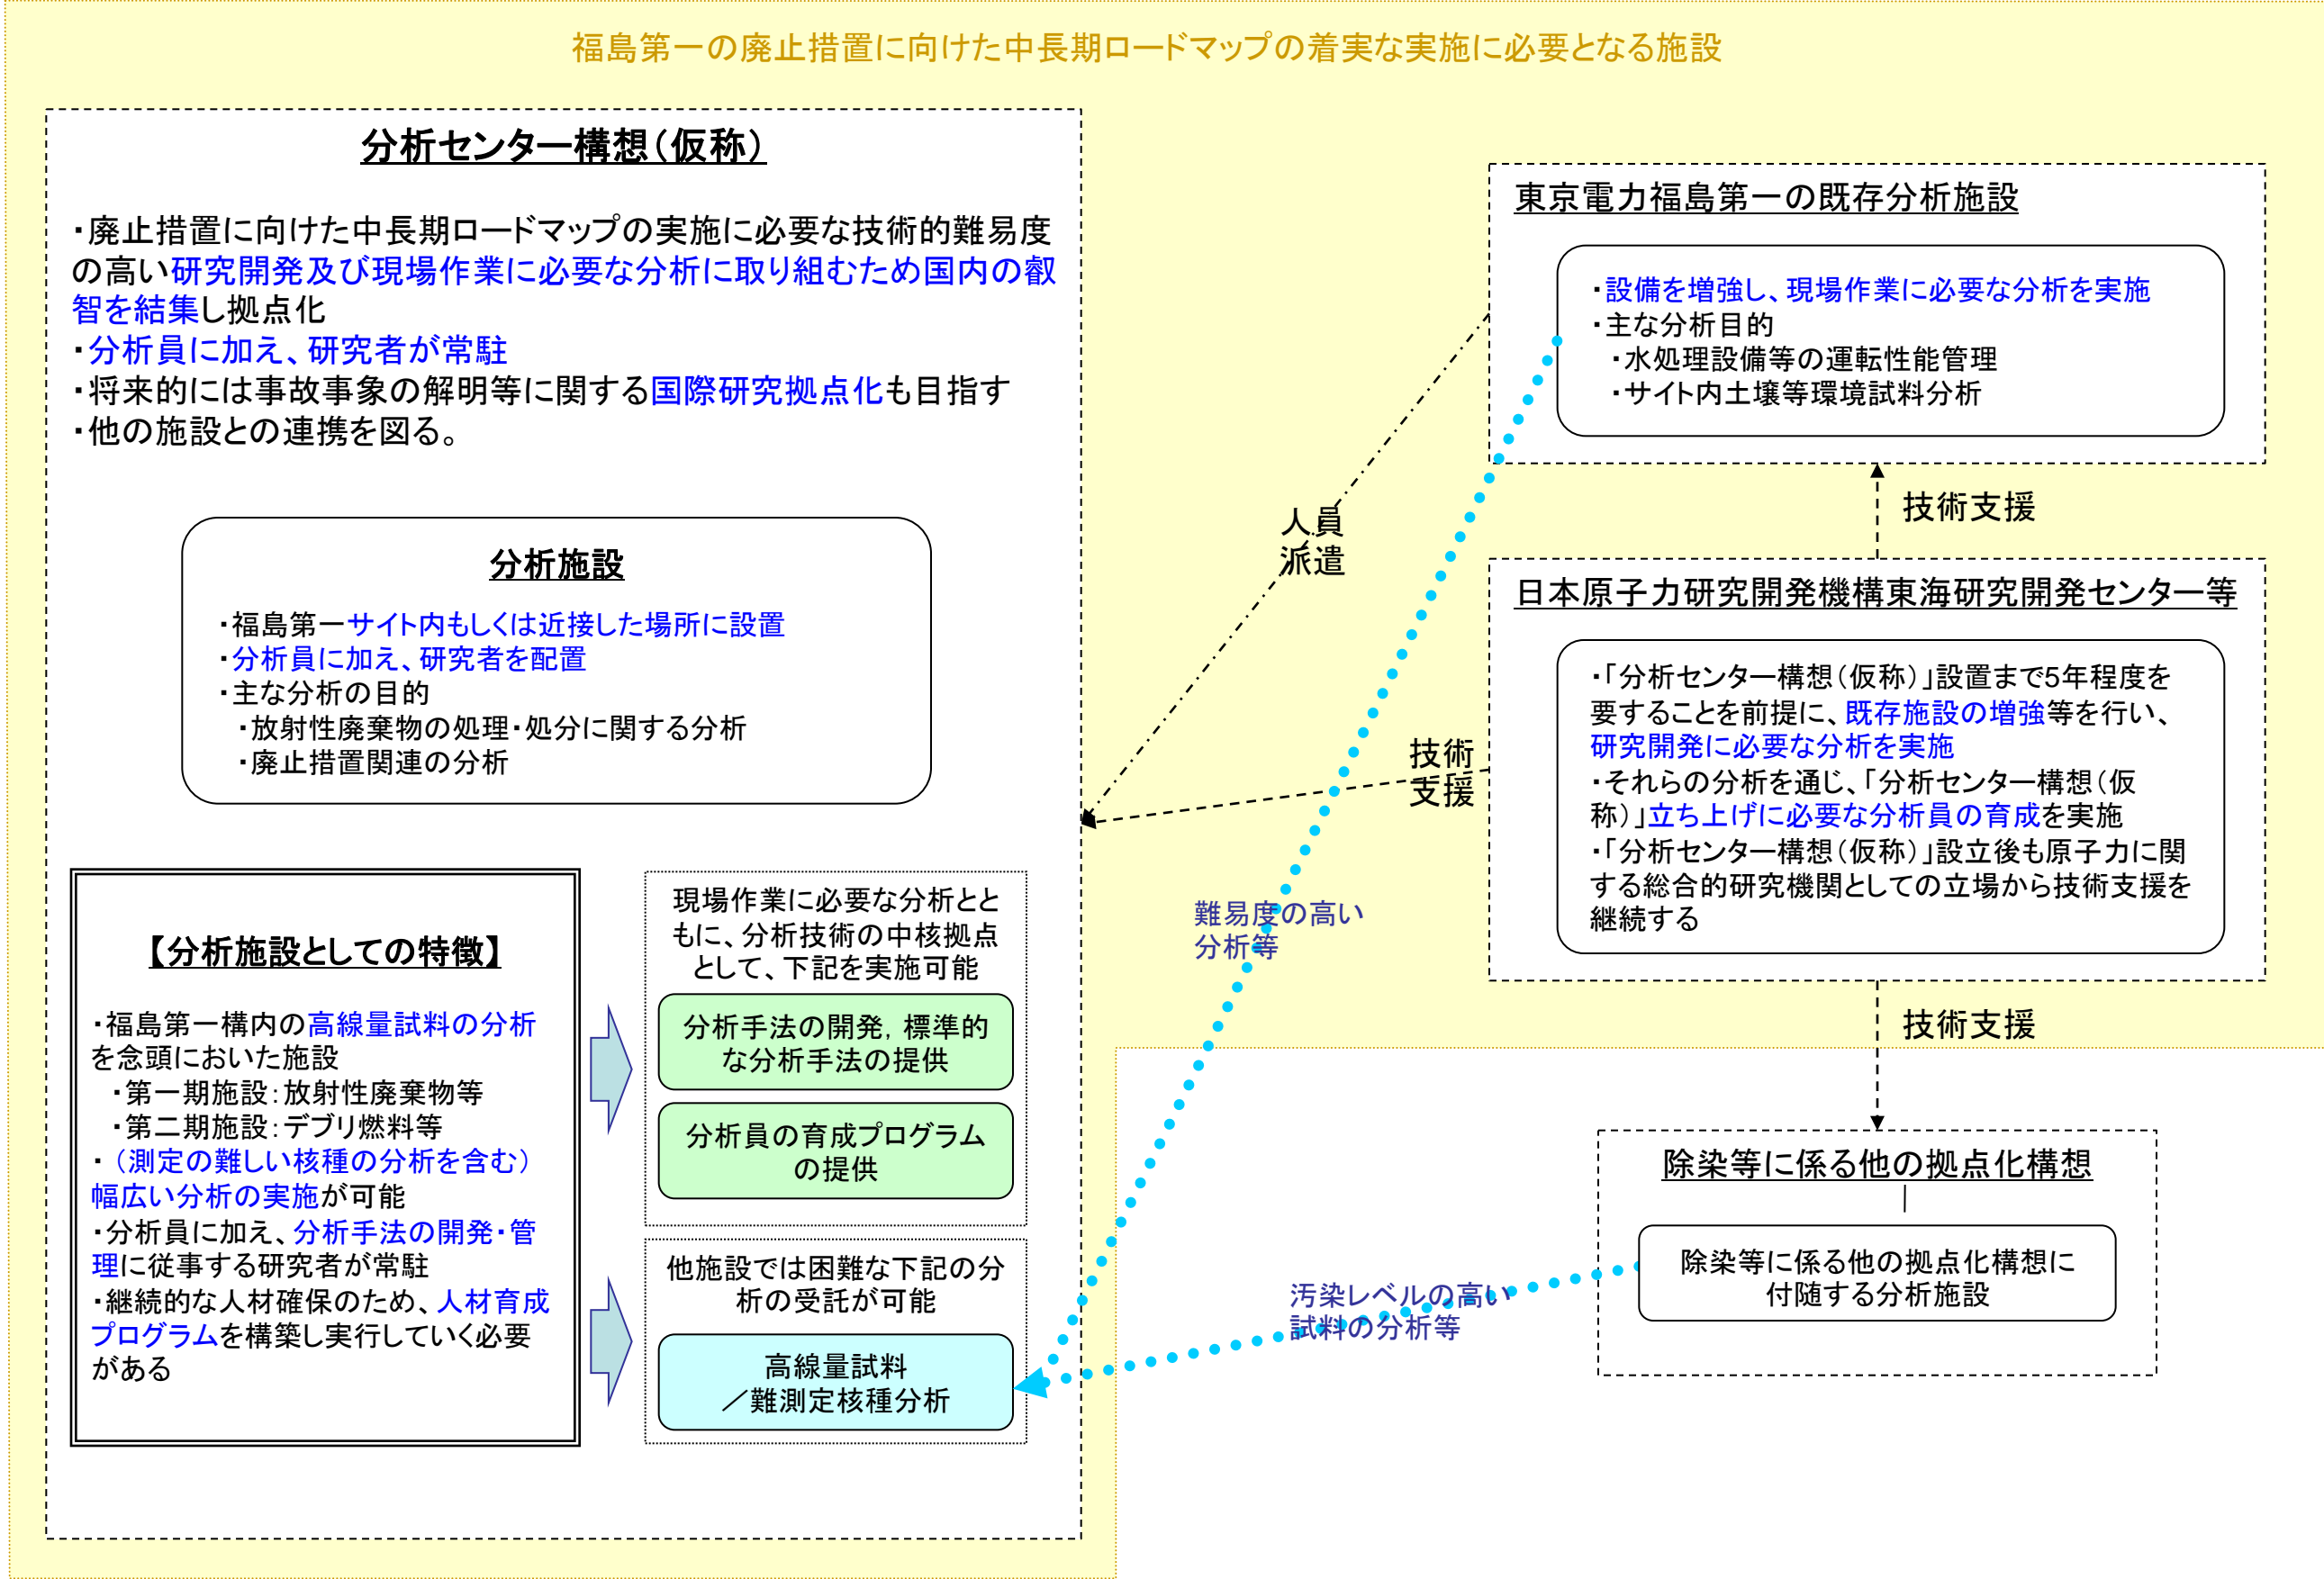 福島第一の廃止措置に向けた中長期ロードマップの着実な実施に必要となる施設
分析センター構想（仮称）
・廃止措置に向けた中長期ロードマップの実施に必要な技術的難易度
の高い研究開発及び現場作業に必要な分析に取り組むため国内の叡
智を結集し拠点化
・分析員に加え、研究者が常駐
・将来的には事故事象の解明等に関する国際研究拠点化も目指す
・他の施設との連携を図る。
分析施設
・福島第一サイト内もしくは近接した場所に設置
・分析員に加え、研究者を配置
・主な分析の目的
・放射性廃棄物の処理・処分に関する分析
・廃止措置関連の分析
【分析施設としての特徴】
・福島第一構内の高線量試料の分析
を念頭においた施設
・第一期施設：放射性廃棄物等
・第二期施設：デブリ燃料等
・（測定の難しい核種の分析を含む）
幅広い分析の実施が可能
・分析員に加え、分析手法の開発・管
理に従事する研究者が常駐
・継続的な人材確保のため、人材育成
プログラムを構築し実行していく必要
がある
現場作業に必要な分析とと
もに、分析技術の中核拠点
として、下記を実施可能
分析手法の開発，標準的
な分析手法の提供
分析員の育成プログラム
の提供
他施設では困難な下記の分
析の受託が可能
高線量試料
／難測定核種分析
人員
派遣
技術
支援
難易度の高い
分析等
汚染レベルの高い
試料の分析等
東京電力福島第一の既存分析施設
・設備を増強し、現場作業に必要な分析を実施
・主な分析目的
・水処理設備等の運転性能管理
・サイト内土壌等環境試料分析
技術支援
日本原子力研究開発機構東海研究開発センター等
・「分析センター構想（仮称）」設置まで5年程度を
要することを前提に、既存施設の増強等を行い、
研究開発に必要な分析を実施
・それらの分析を通じ、「分析センター構想（仮
称）」立ち上げに必要な分析員の育成を実施
・「分析センター構想（仮称）」設立後も原子力に関
する総合的研究機関としての立場から技術支援を
継続する
技術支援
除染等に係る他の拠点化構想
除染等に係る他の拠点化構想に
付随する分析施設